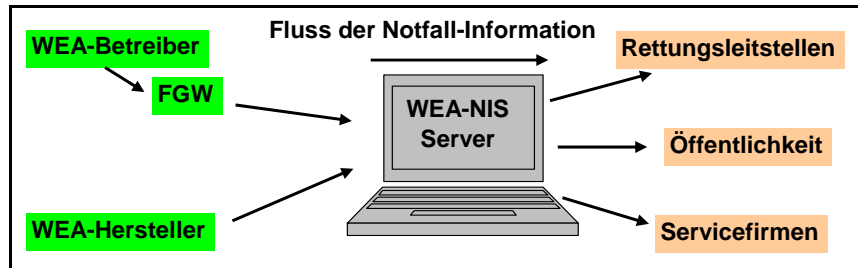 Fluss der Notfall-Information
WEA-Betreiber
FGW
WEA-Hersteller
WEA-NIS
Server
Rettungsleitstellen
Öffentlichkeit
Servicefirmen